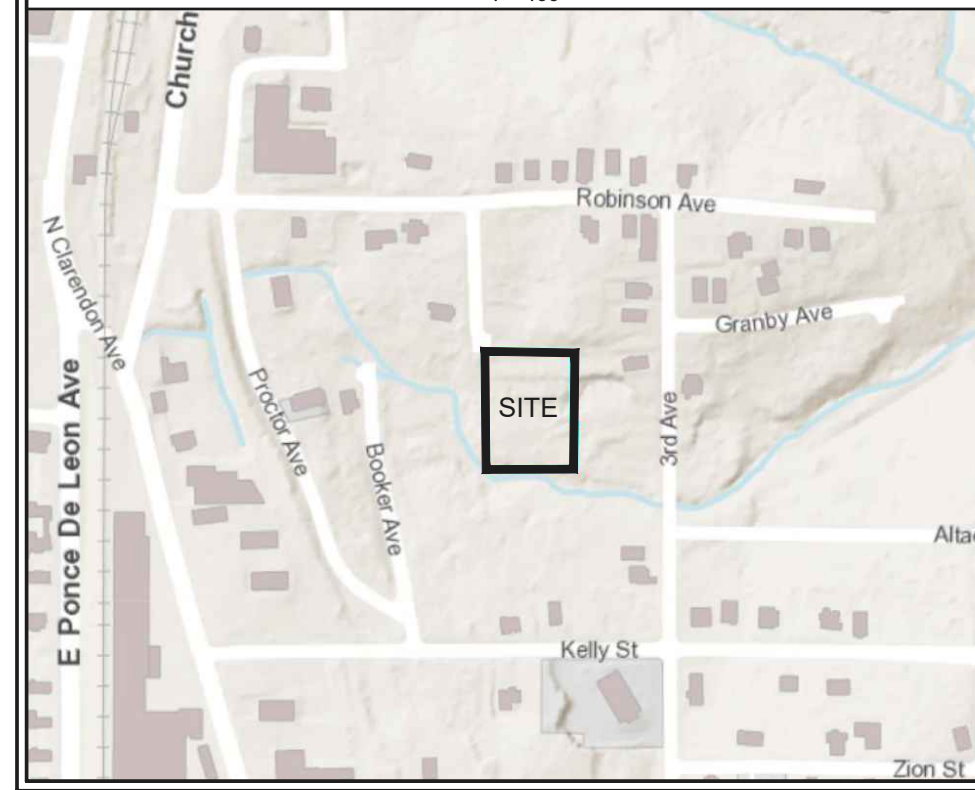 Church
Robinson Ave
N Clarendon Ave
Granby Ave
E Ponce De Leon Ave
Proctor Ave
SITE
3rd Ave
Booker Ave
Kelly St
Zion St